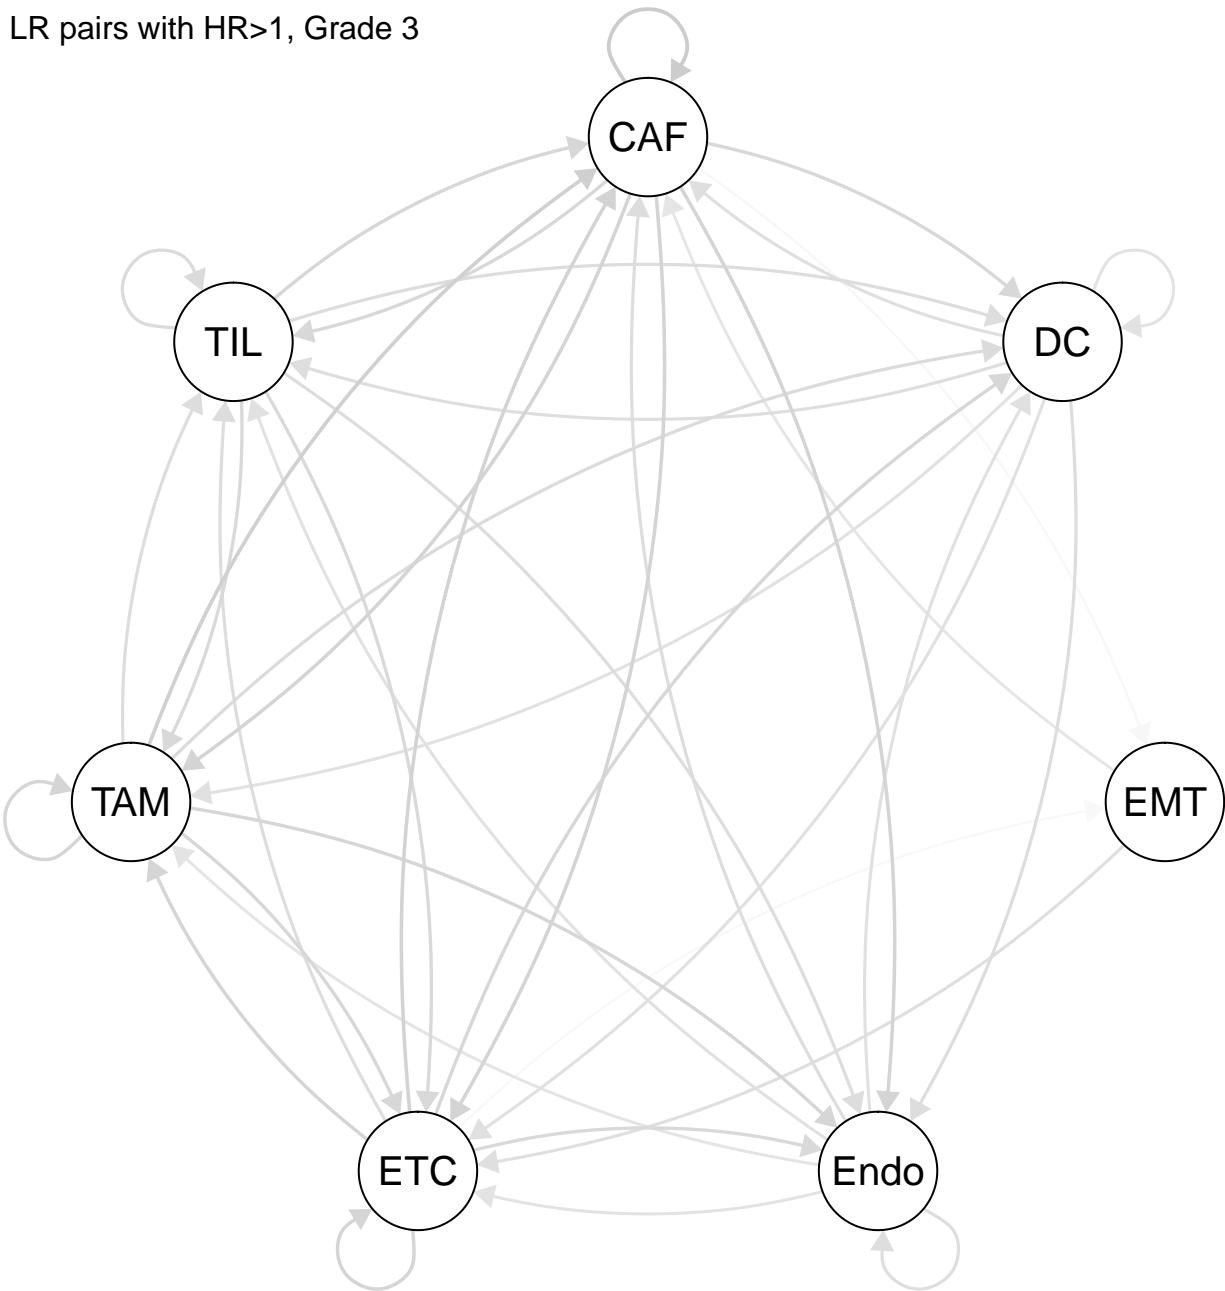 LR pairs with HR>1, Grade 3
CAF
TIL
DC
TAM
EMT
ETC
Endo